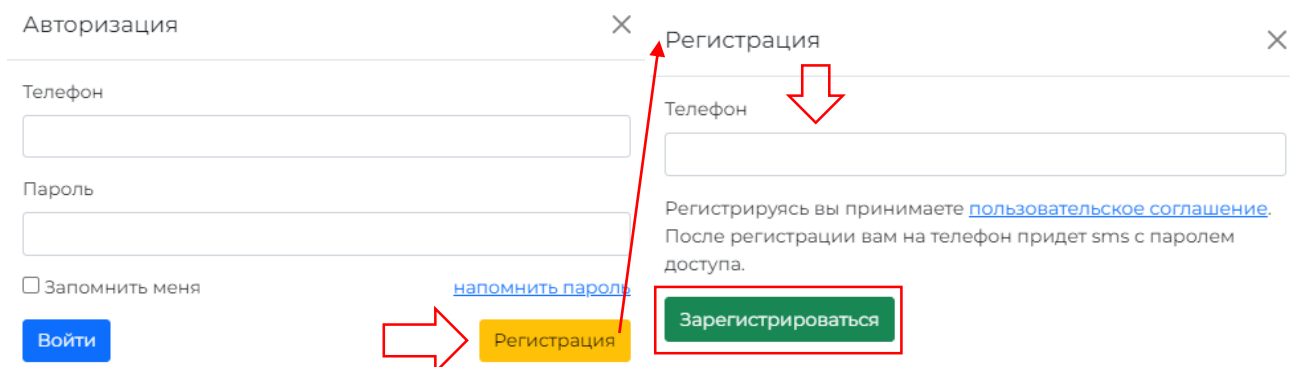 Авторизация
Телефон
Пароль
Запомнить меня
напомнить пароль
Войти
Регистрация
Регистрация
Телефон
Регистрируясь вы принимаете пользовательское соглашение.
После регистрации вам на телефон придет sms с паролем
доступа.
Зарегистрироваться